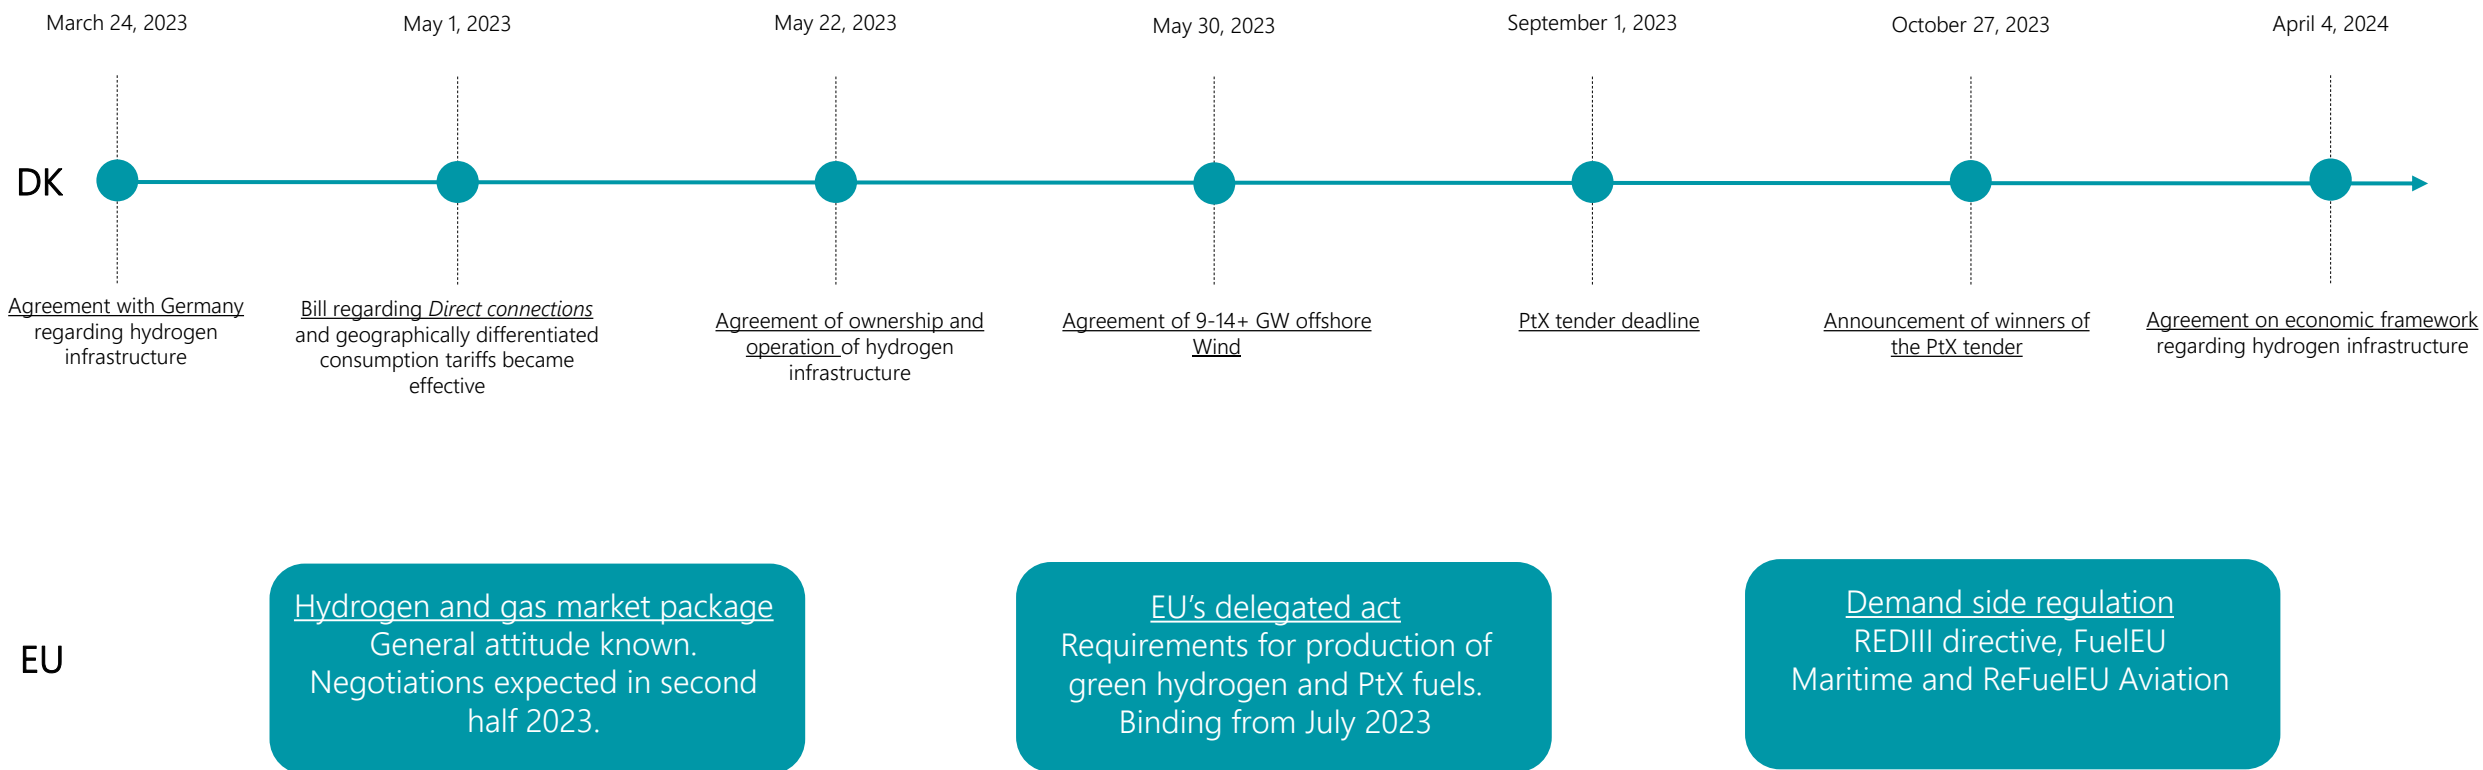 March 24, 2023
May 1, 2023
May 22, 2023
May 30, 2023
September 1, 2023
October 27, 2023
April 4, 2024
DK
Agreement with Germany
regarding hydrogen
infrastructure
Bill regarding Direct connections
and geographically differentiated
consumption tariffs became
effective
Agreement of ownership and
operation of hydrogen
infrastructure
Agreement of 9-14+ GW offshore
Wind
PtX tender deadline
Announcement of winners of
the PtX tender
Agreement on economic framework
regarding hydrogen infrastructure
EU
Hydrogen and gas market package
General attitude known.
Negotiations expected in second
half 2023.
EU’s delegated act
Requirements for production of
green hydrogen and PtX fuels.
Binding from July 2023
Demand side regulation
REDIII directive, FuelEU
Maritime and ReFuelEU Aviation